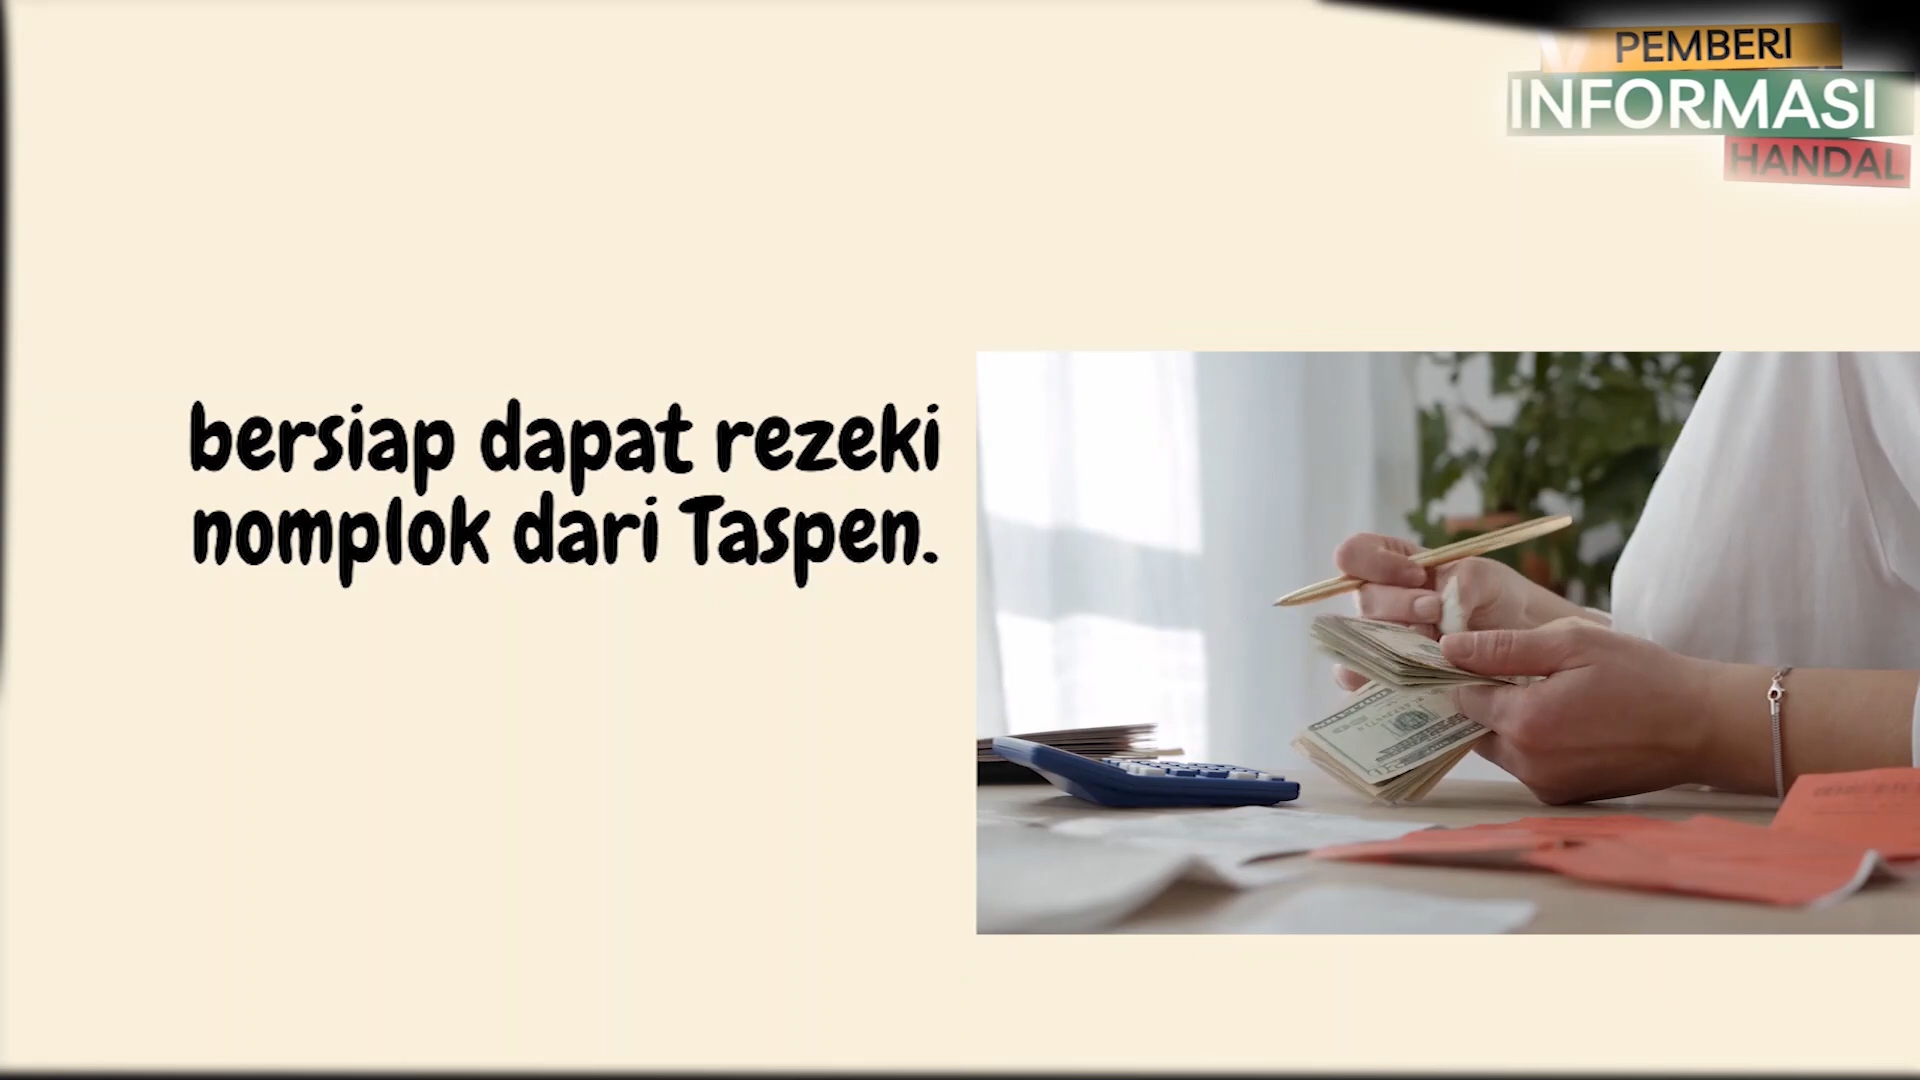 PEMBERI
INFORMASI
HANDAL
bersiap dapat rezeki
nomplok dari Taspen.